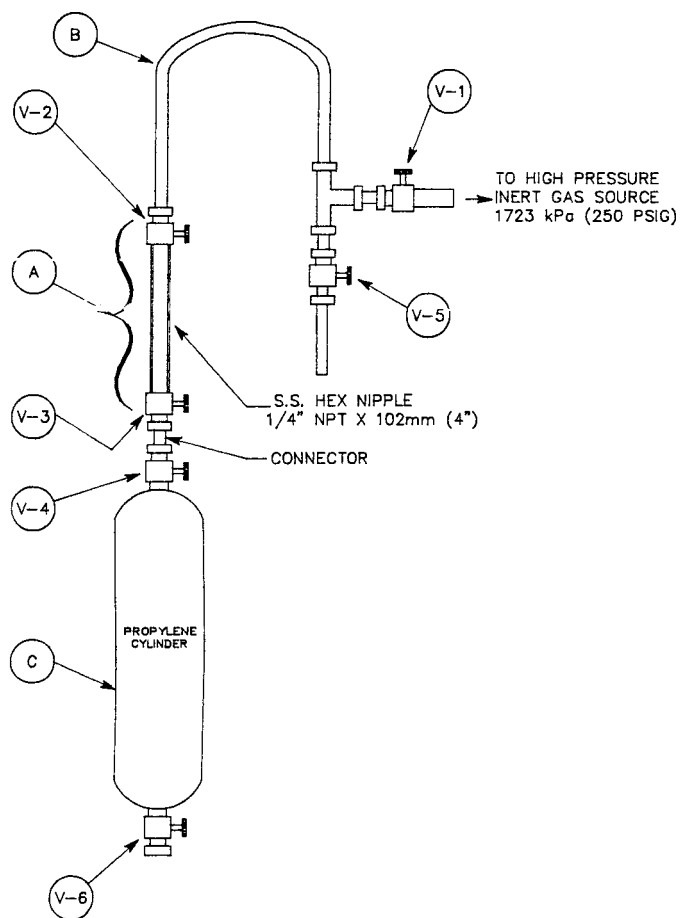 B
V-2
V-1
TO HIGH PRESSURE
INERT GAS SOURCE
1723 kPa (250 PSIG)
A
V-5
V-3
S.S. HEX NIPPLE
1/4" NPT X 102mm (4")
CONNECTOR
V-4
PROPYLENE
CYLINDER
C
V-6